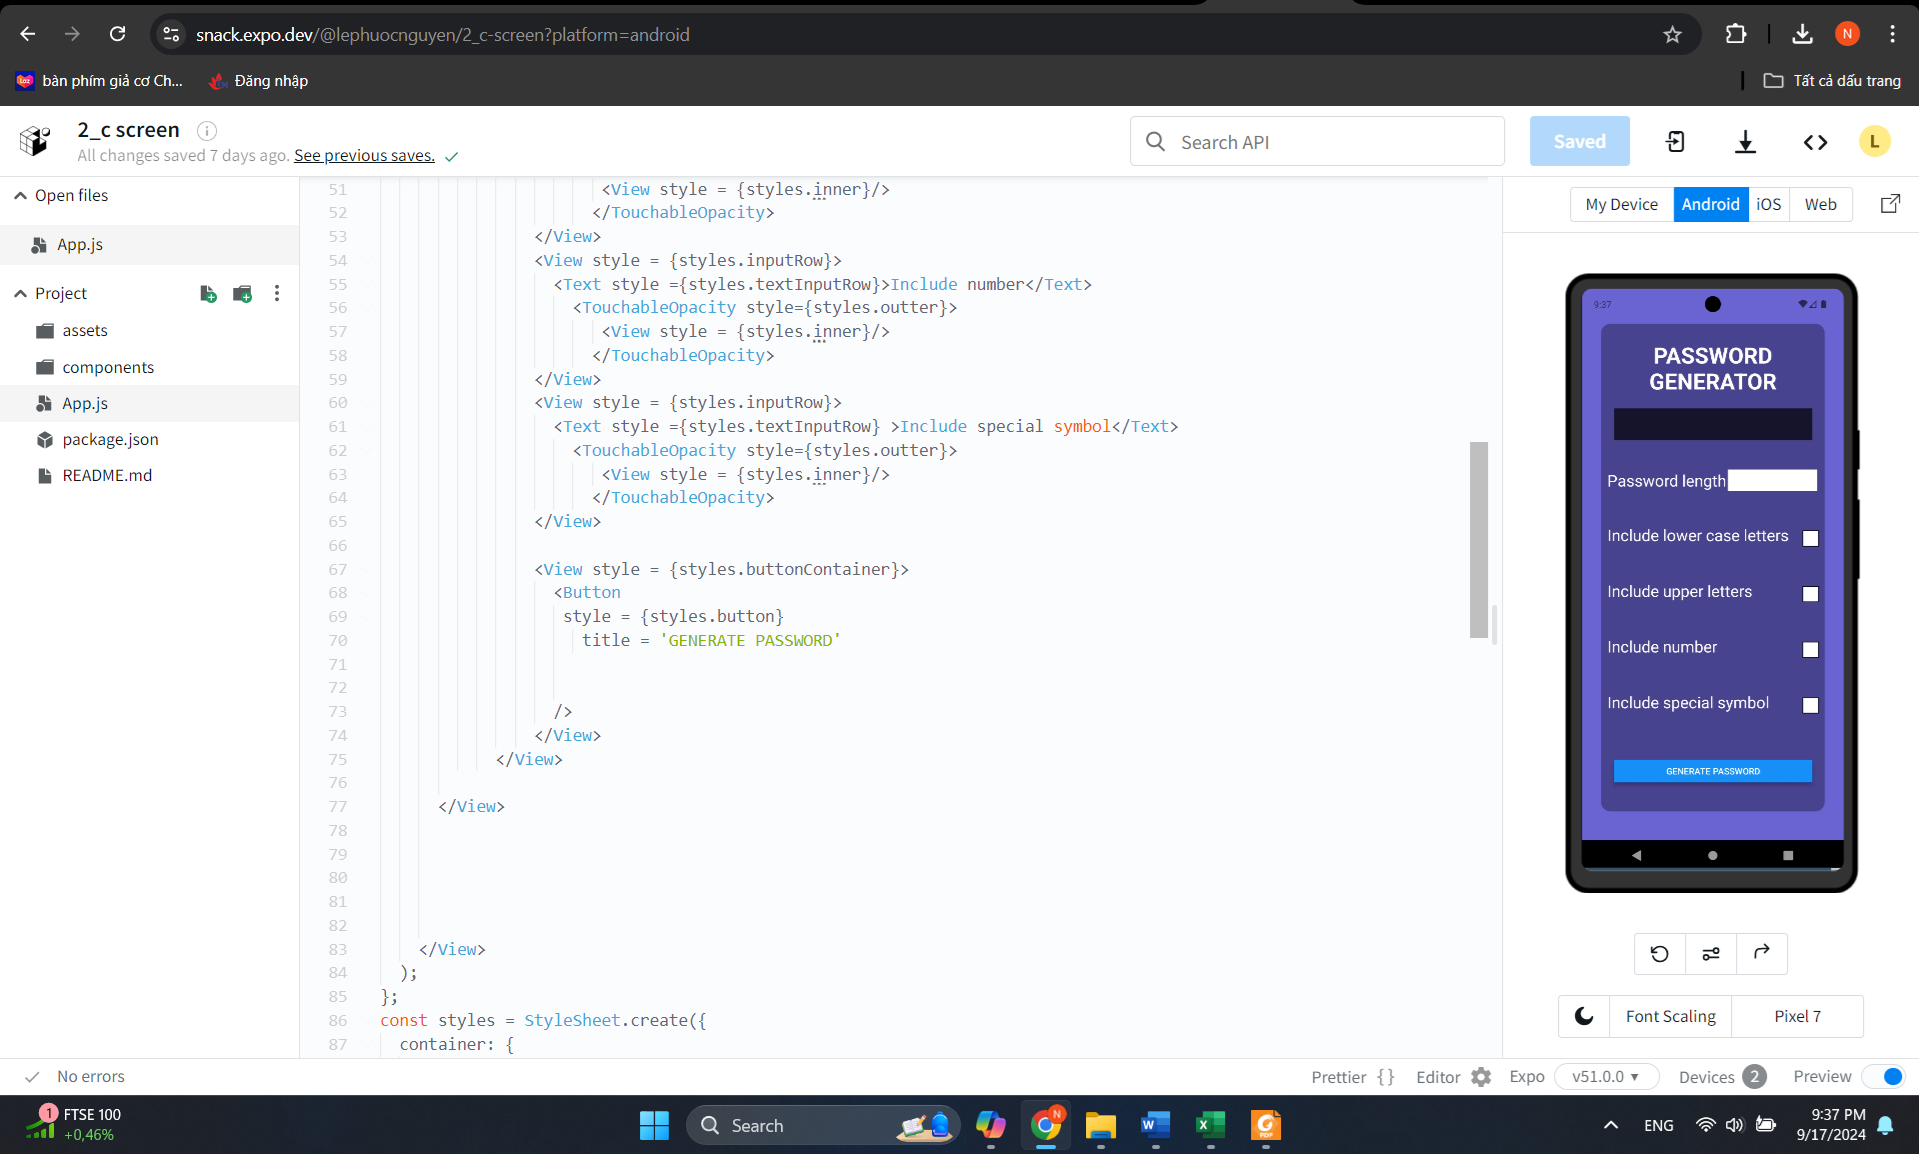 snack.expo.dev/@lephuocnguyen/2_c-screen?platform=android
N
bàn phím giả cơ Ch...
Đăng nhập
Tất cả dấu trang
2_c screen
All changes saved 7 days ago. See previous saves.
Search API
Saved
L
Open files
App.js
Project
assets
components
App.js
package.json
README.md
51 <View style = {styles.inner}/>
52 </TouchableOpacity>
53 </View>
54 <View style = {styles.inputRow}>
55 <Text style ={styles.textInputRow}>Include number</Text>
56 <TouchableOpacity style={styles.outter}>
57 <View style = {styles.inner}/>
58 </TouchableOpacity>
59 </View>
60 <View style = {styles.inputRow}>
61 <Text style ={styles.textInputRow} >Include special symbol</Text>
62 <TouchableOpacity style={styles.outter}>
63 <View style = {styles.inner}/>
64 </TouchableOpacity>
65 </View>
66
67 <View style = {styles.buttonContainer}>
68 <Button
69 style = {styles.button}
70 title = 'GENERATE PASSWORD'
71
72
73 />
74 </View>
75 </View>
76
77 </View>
78
79
80
81
82
83 </View>
84 );
85 };
86 const styles = StyleSheet.create({
87 container: {
My Device
Android
iOS
Web
9:37
PASSWORD
GENERATOR
Password length
Include lower case letters
Include upper letters
Include number
Include special symbol
GENERATE PASSWORD
Font Scaling
Pixel 7
No errors
Prettier {}
Editor
Expo
v51.0.0
Devices 2
Preview
1
FTSE 100
+0,46%
Search
N
ENG
9:37 PM
9/17/2024